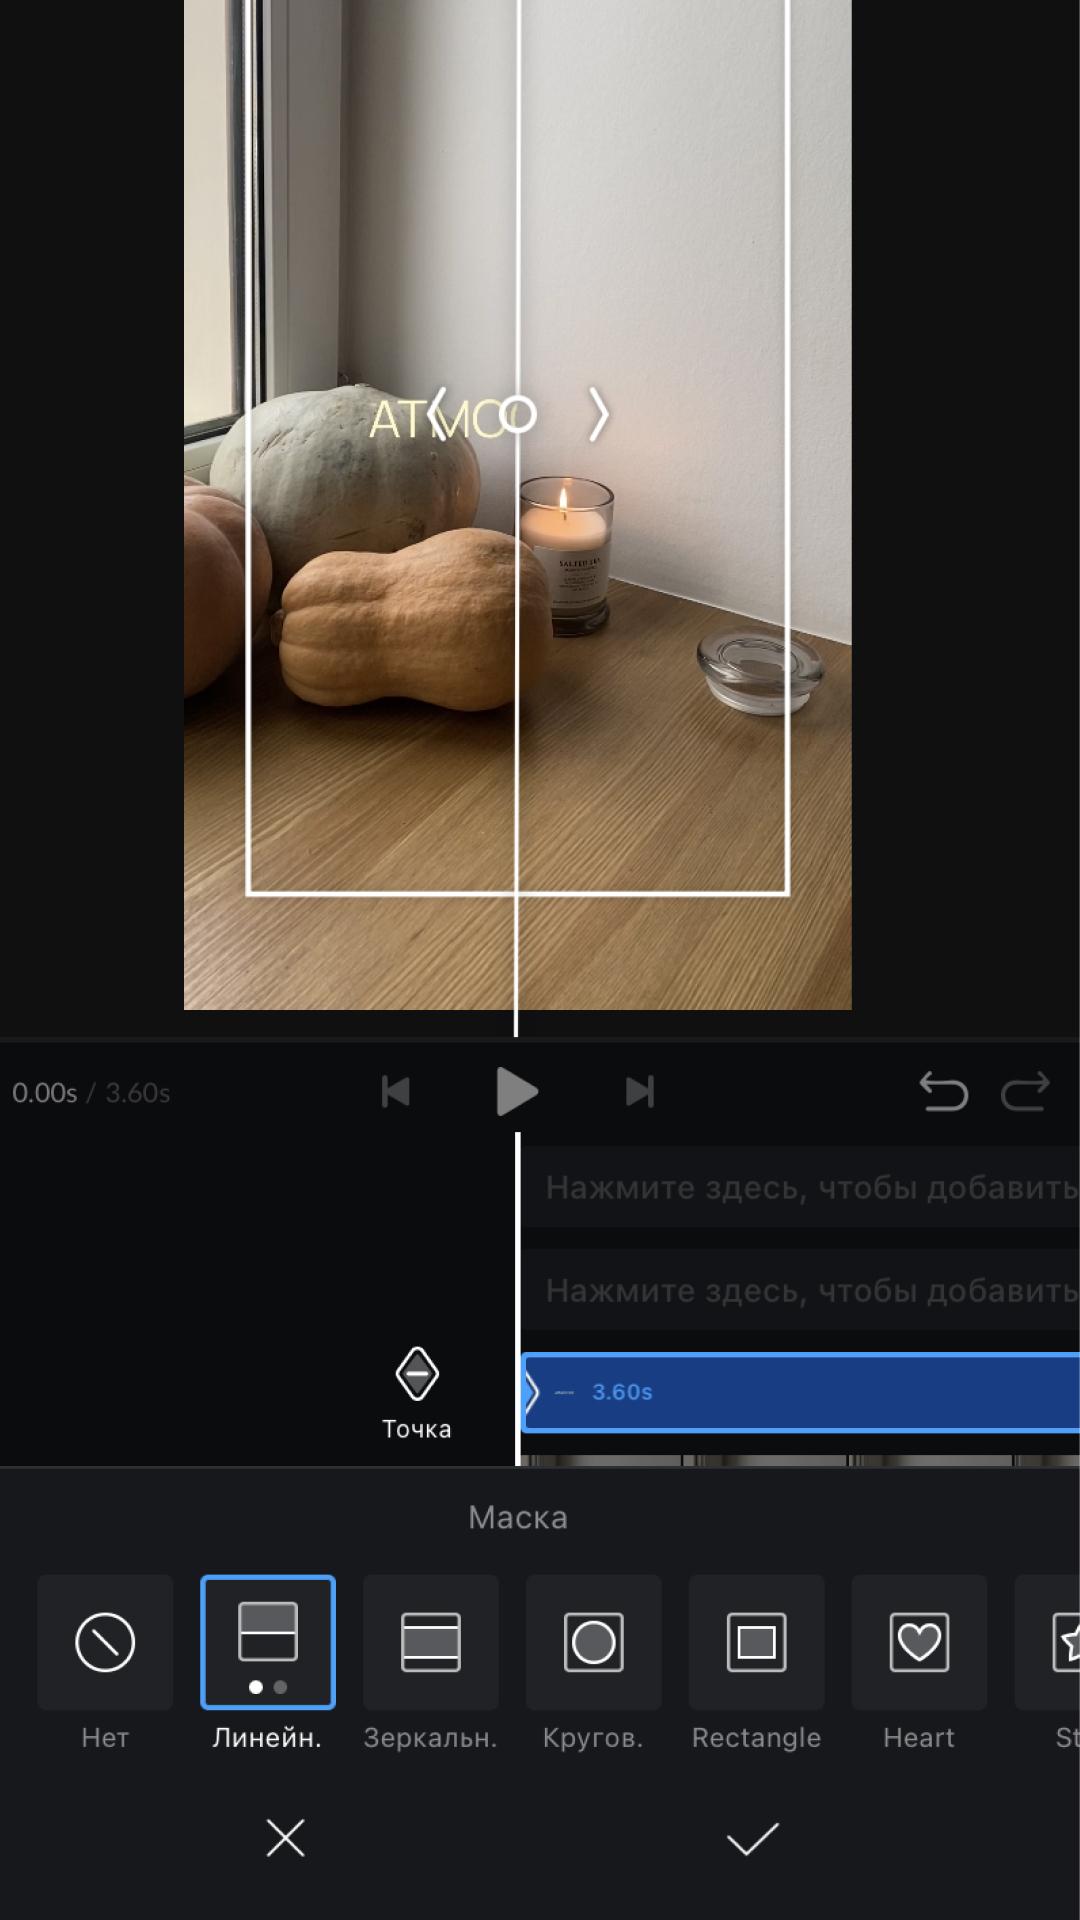 ATMO
SALTED SEA
0.00s / 3.60s
Нажмите здесь, чтобы добавить
Нажмите здесь, чтобы добавить
3.60s
Точка
Маска
Нет
Линейн.
Зеркальн.
Кругов.
Rectangle
Heart
St